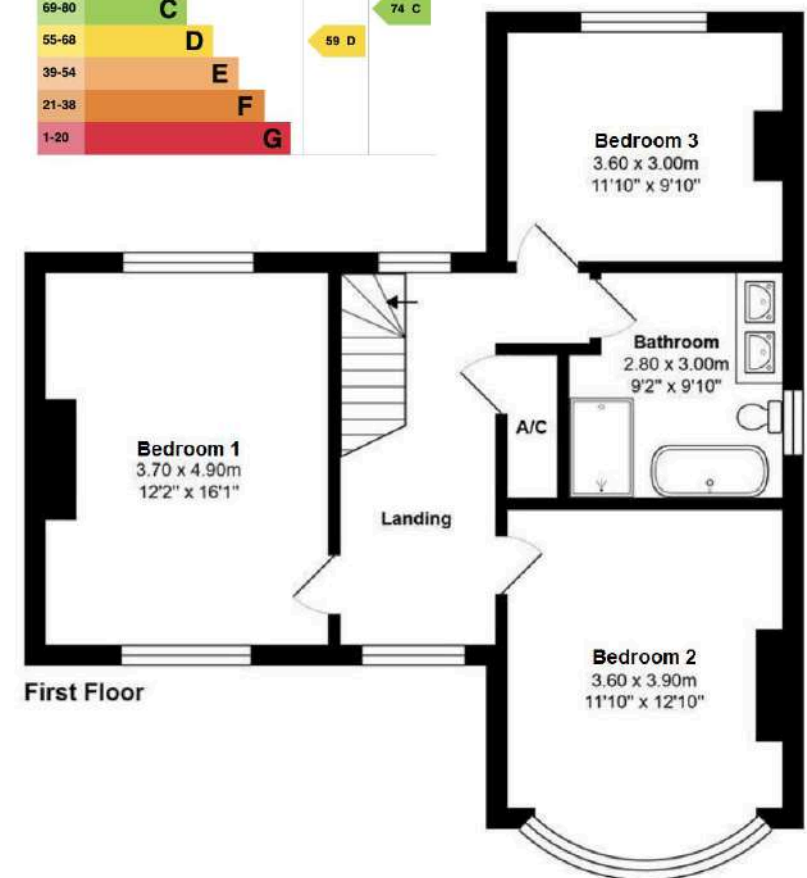 69-80 C 74 C
55-68 D 59 D
39-54 E
21-38 F
1-20 G
Bedroom 3
3.60 x 3.00m
11'10" x 9'10"
Bathroom
2.80 x 3.00m
9'2" x 9'10"
A/C
Bedroom 1
3.70 x 4.90m
12'2" x 16'1"
Landing
Bedroom 2
3.60 x 3.90m
11'10" x 12'10"
First Floor